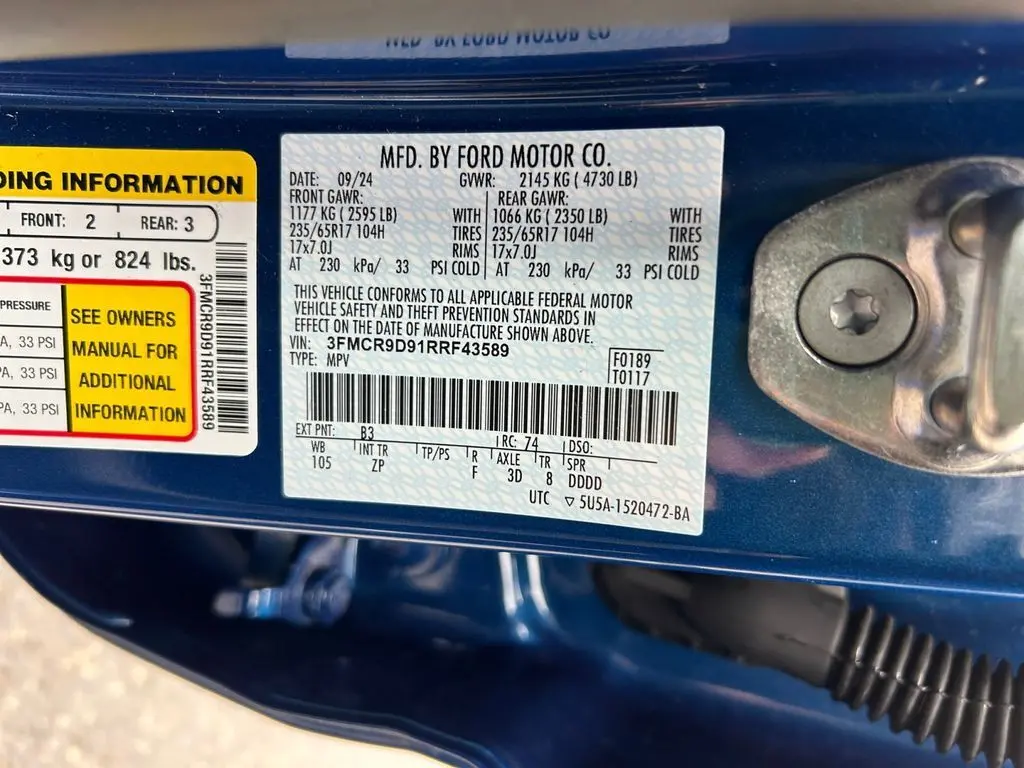 DING INFORMATION
FRONT: 2 REAR: 3
373 kg or 824 lbs.
PRESSURE
A, 33 PSI
PA, 33 PSI
PA, 33 PSI
SEE OWNERS
MANUAL FOR
ADDITIONAL
INFORMATION
3FMCR9D91RRF43589
MFD. BY FORD MOTOR CO.
DATE: 09/24 GVWR: 2145 KG ( 4730 LB)
FRONT GAWR: REAR GAWR:
1177 KG ( 2595 LB) WITH 1066 KG ( 2350 LB) WITH
235/65R17 104H TIRES 235/65R17 104H TIRES
17x7.0J RIMS 17x7.0J RIMS
AT 230 kPa/ 33 PSI COLD AT 230 kPa/ 33 PSI COLD
THIS VEHICLE CONFORMS TO ALL APPLICABLE FEDERAL MOTOR
VEHICLE SAFETY AND THEFT PREVENTION STANDARDS IN
EFFECT ON THE DATE OF MANUFACTURE SHOWN ABOVE.
VIN: 3FMCR9D91RRF43589
TYPE: MPV
F0189
T0117
EXT PNT: B3 RC: 74 DSO:
WB INT TR TP/PS R AXLE TR SPR
105 ZP F 3D 8 DDDD
UTC ▽ 5U5A-1520472-BA